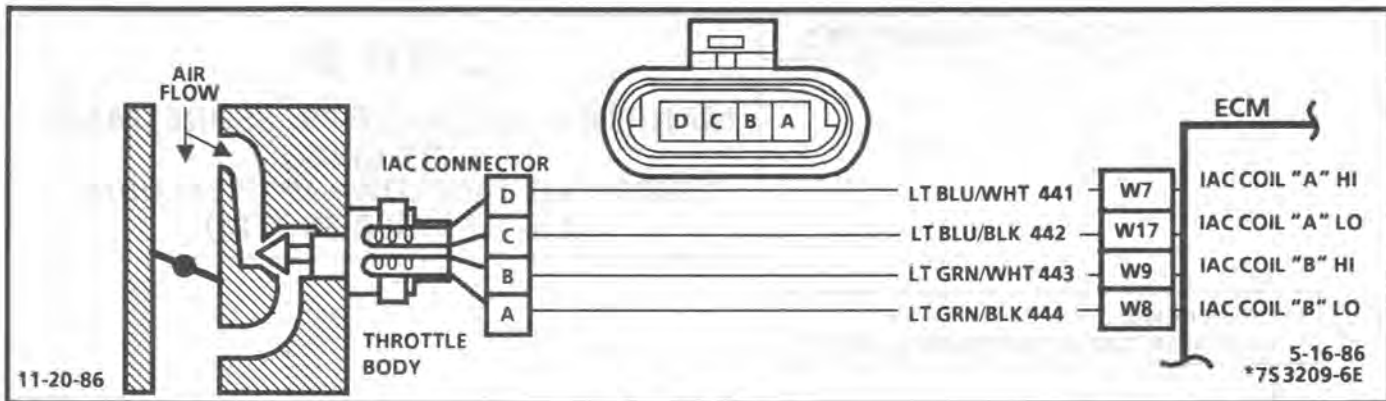 AIR
FLOW
D C B A
ECM
IAC CONNECTOR
D
LT BLU/WHT 441
W7
IAC COIL "A" HI
C
LT BLU/BLK 442
W17
IAC COIL "A" LO
B
LT GRN/WHT 443
W9
IAC COIL "B" HI
A
LT GRN/BLK 444
W8
IAC COIL "B" LO
THROTTLE
BODY
11-20-86
5-16-86
*7S 3209-6E